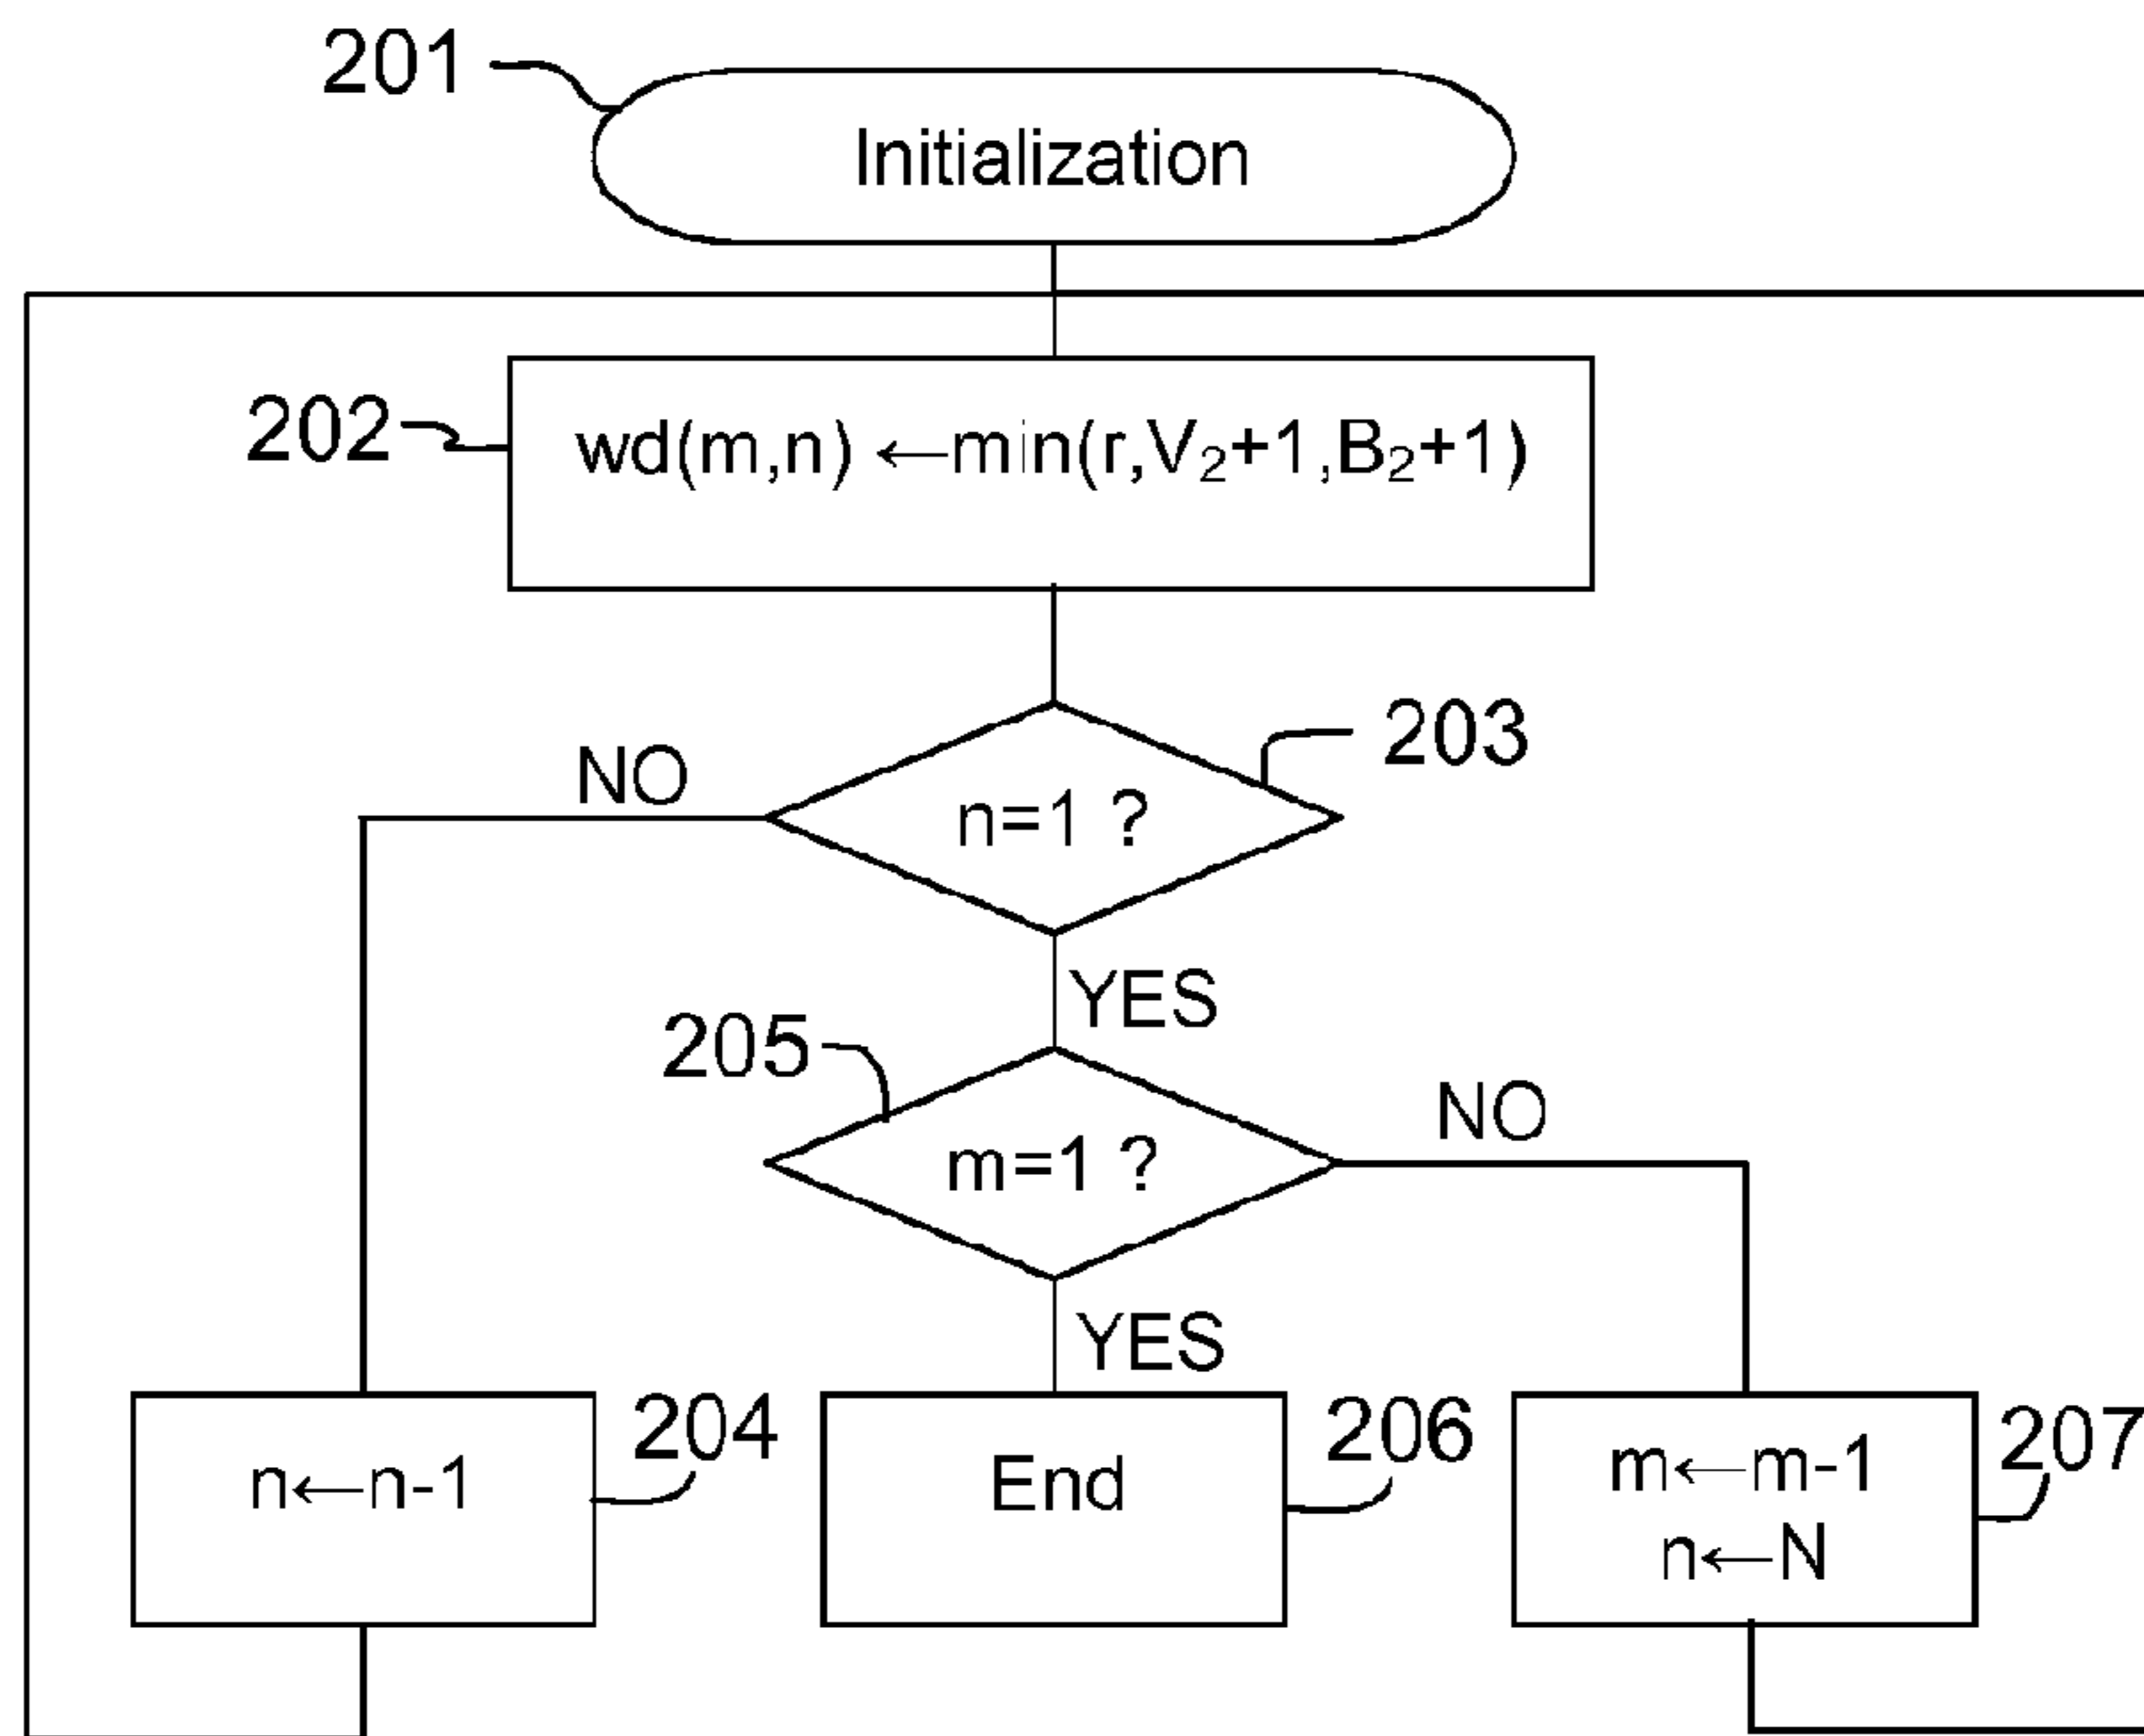 201
Initialization
202
wd(m,n) ←min(r,V₂+1,B₂+1)
203
NO
n=1 ?
YES
205
NO
m=1 ?
YES
204
206
207
n←n-1
End
m←m-1
n←N